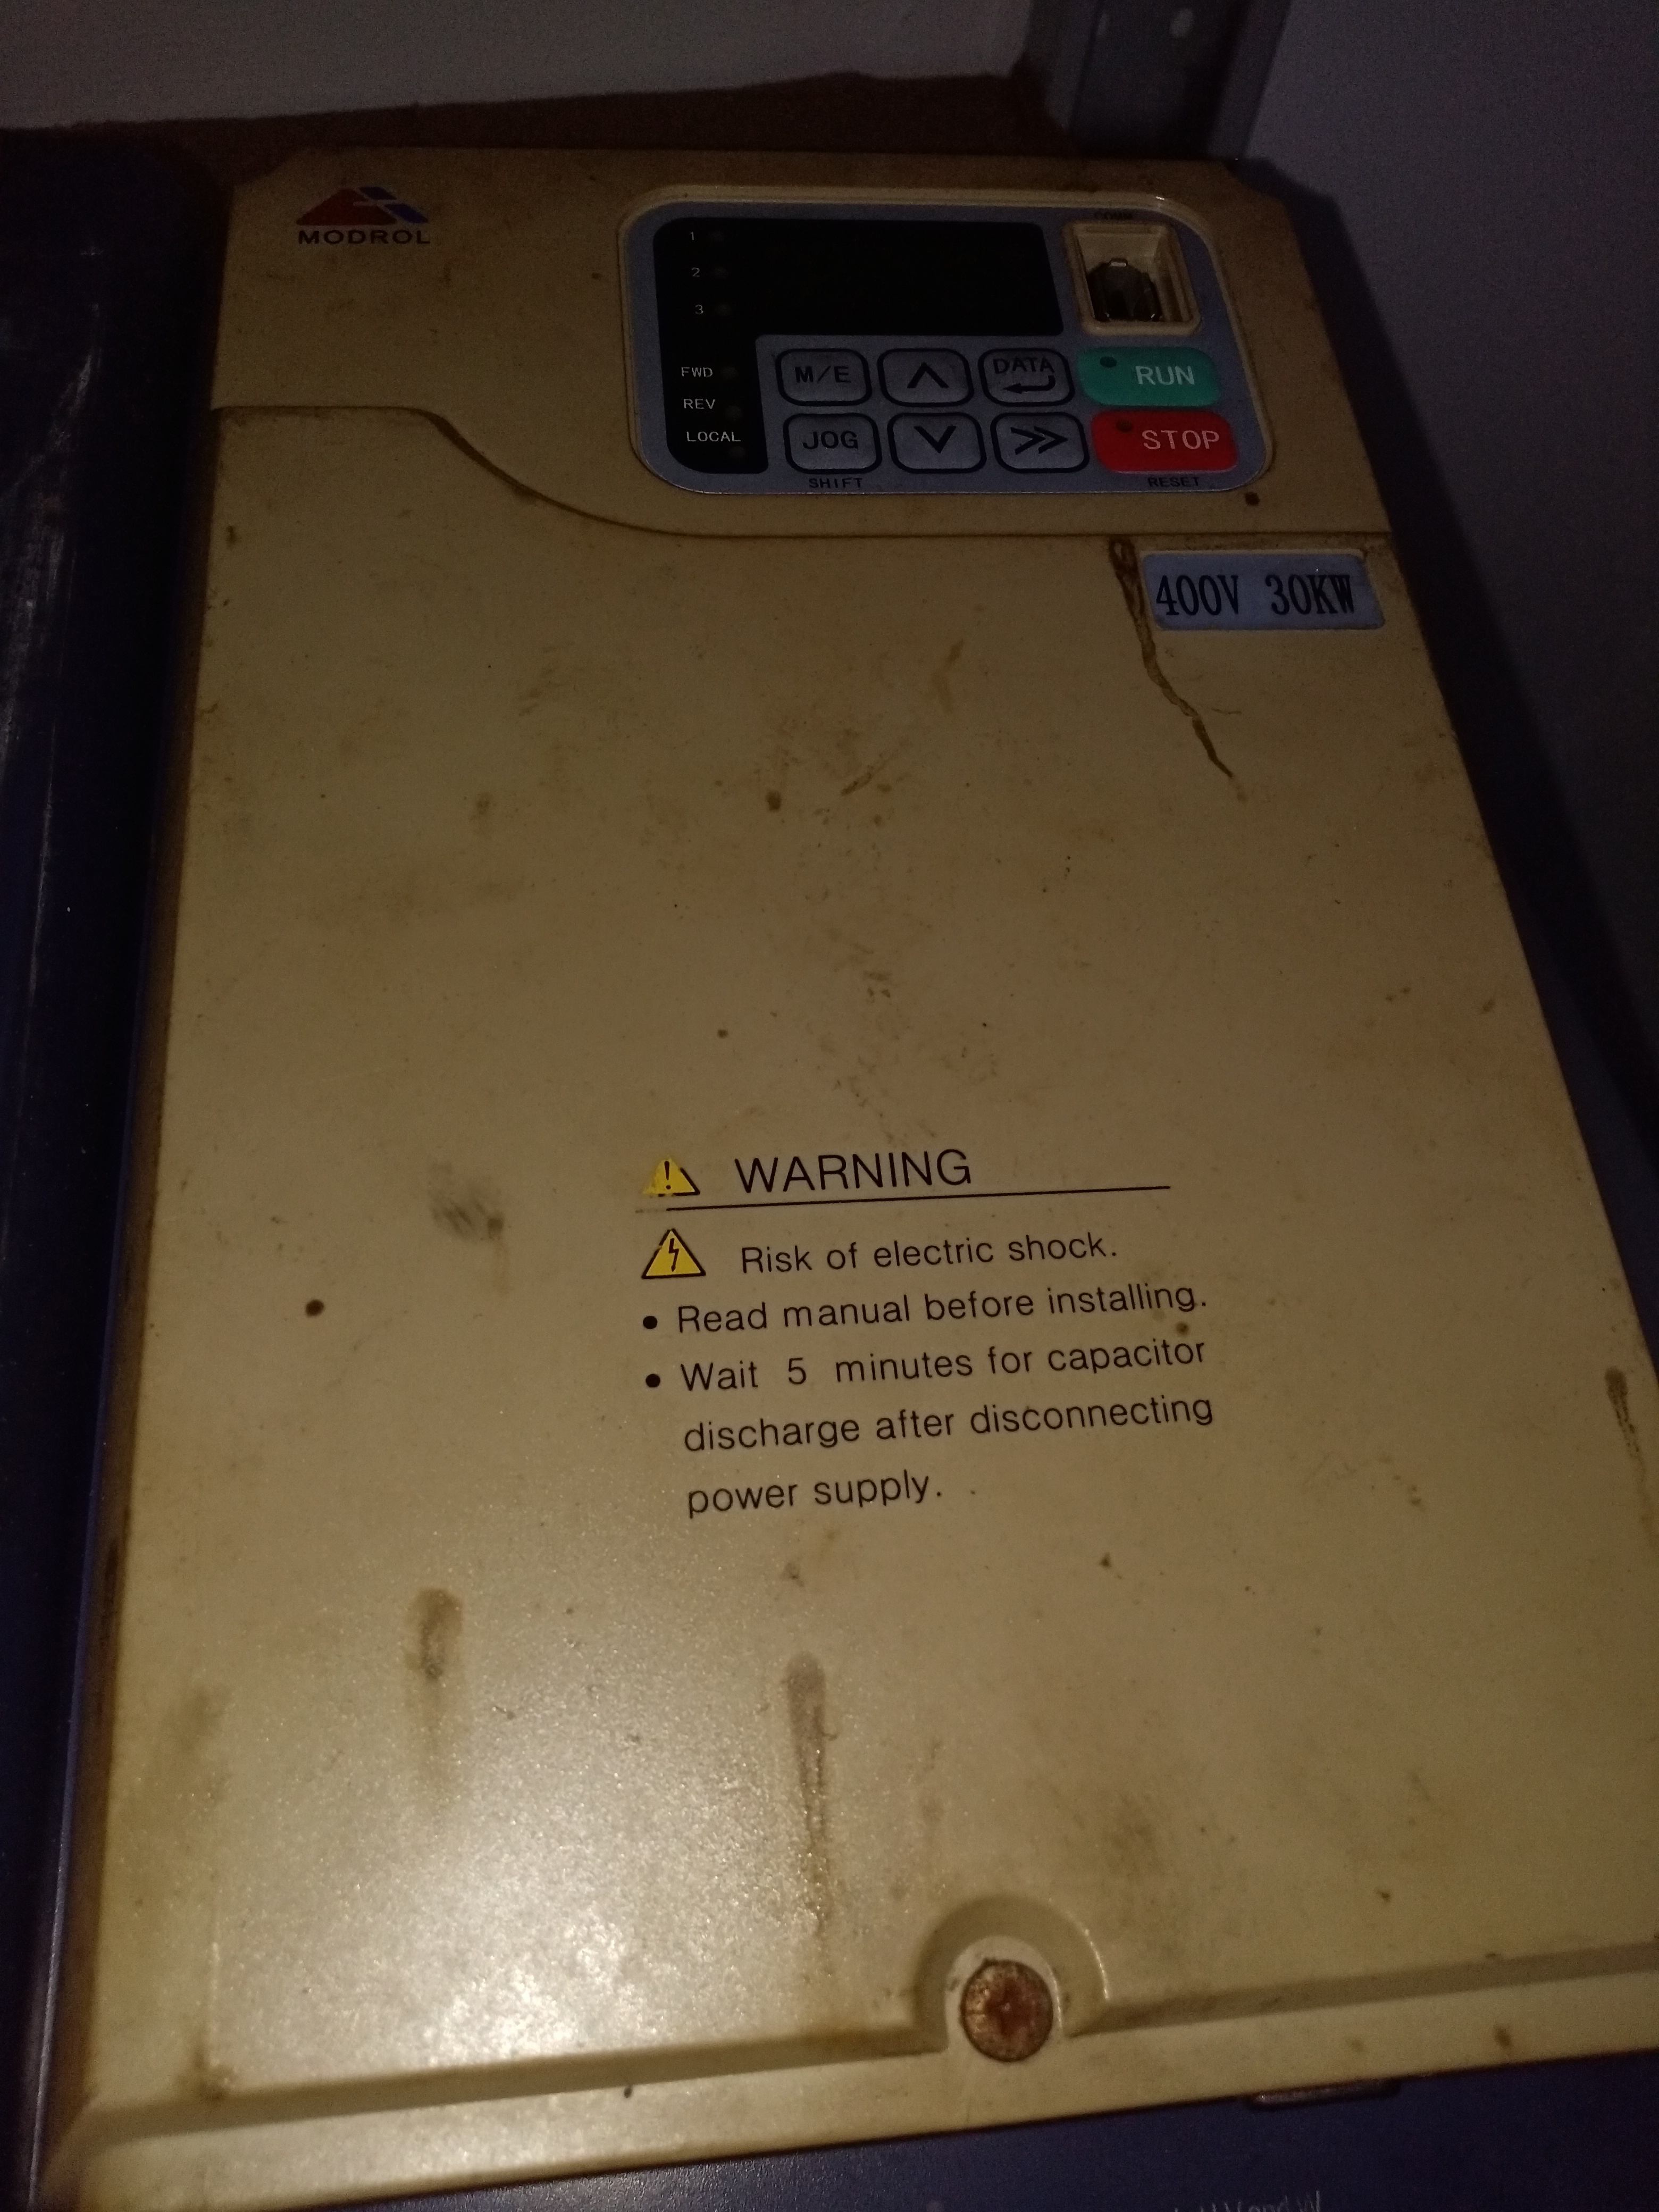 MODROL
1
2
3
FWD
REV
LOCAL
M/E
DATA
RUN
JOG
STOP
SHIFT
RESET
400V 30KW
WARNING
Risk of electric shock.
• Read manual before installing.
• Wait 5 minutes for capacitor
discharge after disconnecting
power supply.